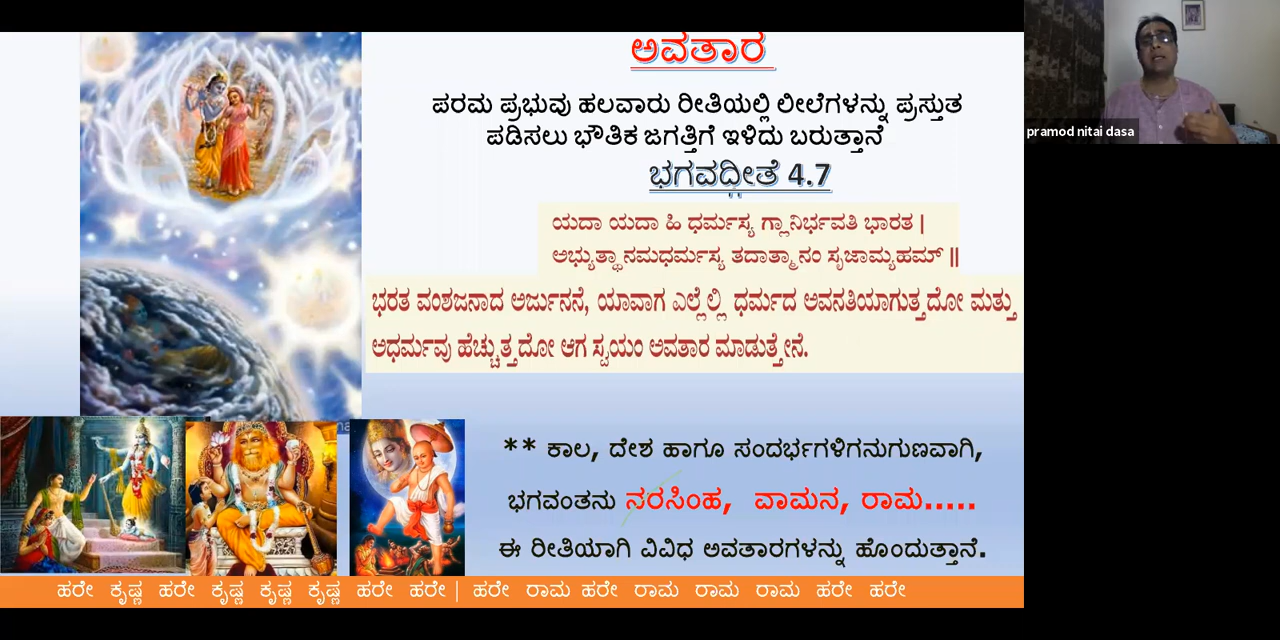 ಅವತಾರ
ಪರಮ ಪ್ರಭುವು ಹಲವಾರು ರೀತಿಯಲ್ಲಿ ಲೀಲೆಗಳನ್ನು ಪ್ರಸ್ತುತ
ಪಡಿಸಲು ಭೌತಿಕ ಜಗತ್ತಿಗೆ ಇಳಿದು ಬರುತ್ತಾನೆ
ಭಗವದ್ಗೀತೆ 4.7
ಯದಾ ಯದಾ ಹಿ ಧರ್ಮಸ್ಯ ಗ್ಲಾನಿರ್ಭವತಿ ಭಾರತ |
ಅಭ್ಯುತ್ಥಾನಮಧರ್ಮಸ್ಯ ತದಾತ್ಮಾನಂ ಸೃಜಾಮ್ಯಹಮ್ ||
ಭರತ ವಂಶಜನಾದ ಅರ್ಜುನನೆ, ಯಾವಾಗ ಎಲ್ಲೆಲ್ಲಿ ಧರ್ಮದ ಅವನತಿಯಾಗುತ್ತದೋ ಮತ್ತು
ಅಧರ್ಮವು ಹೆಚ್ಚುತ್ತದೋ ಆಗ ಸ್ವಯಂ ಅವತಾರ ಮಾಡುತ್ತೇನೆ.
** ಕಾಲ, ದೇಶ ಹಾಗೂ ಸಂದರ್ಭಗಳಿಗನುಗುಣವಾಗಿ,
ಭಗವಂತನು ನರಸಿಂಹ, ವಾಮನ, ರಾಮ.....
ಈ ರೀತಿಯಾಗಿ ವಿವಿಧ ಅವತಾರಗಳನ್ನು ಹೊಂದುತ್ತಾನೆ.
ಹರೇ ಕೃಷ್ಣ ಹರೇ ಕೃಷ್ಣ ಕೃಷ್ಣ ಕೃಷ್ಣ ಹರೇ ಹರೇ | ಹರೇ ರಾಮ ಹರೇ ರಾಮ ರಾಮ ರಾಮ ಹರೇ ಹರೇ
pramod nitai dasa